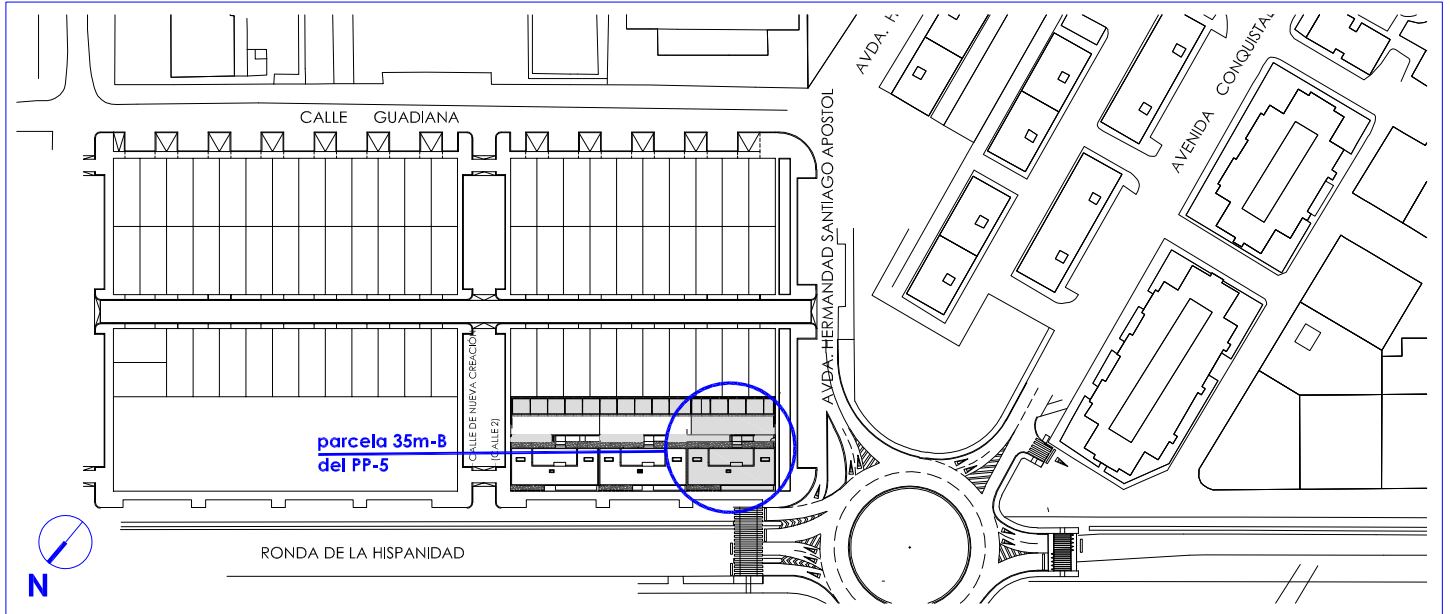 AVDA. H
AVENIDA CONQUISTA
CALLE GUADIANA
AVDA. HERMANDAD SANTIAGO APOSTOL
CALLE DE NUEVA CREACIÓN
(CALLE 2)
parcela 35m-B
del PP-5
RONDA DE LA HISPANIDAD
N